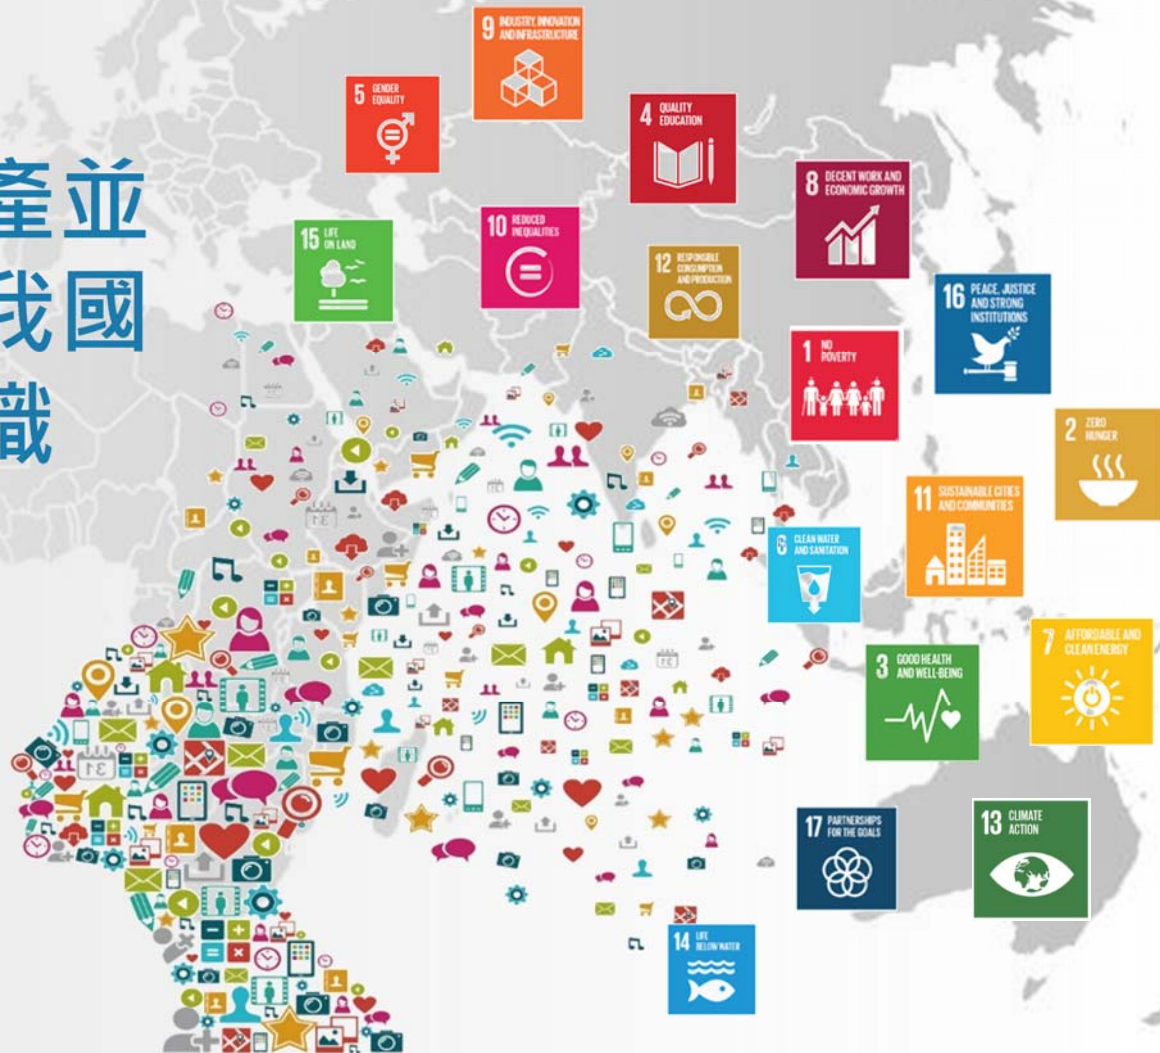 產並
我國
識
9 INDUSTRY, INNOVATION
AND INFRASTRUCTURE
5 GENDER
EQUALITY
4 QUALITY
EDUCATION
8 DECENT WORK AND
ECONOMIC GROWTH
15 LIFE
ON LAND
10 REDUCED
INEQUALITIES
12 RESPONSIBLE
CONSUMPTION
AND PRODUCTION
16 PEACE, JUSTICE
AND STRONG
INSTITUTIONS
1 NO
POVERTY
2 ZERO
HUNGER
11 SUSTAINABLE CITIES
AND COMMUNITIES
6 CLEAN WATER
AND SANITATION
3 GOOD HEALTH
AND WELL-BEING
7 AFFORDABLE AND
CLEAN ENERGY
17 PARTNERSHIPS
FOR THE GOALS
13 CLIMATE
ACTION
14 LIFE
BELOW WATER
31